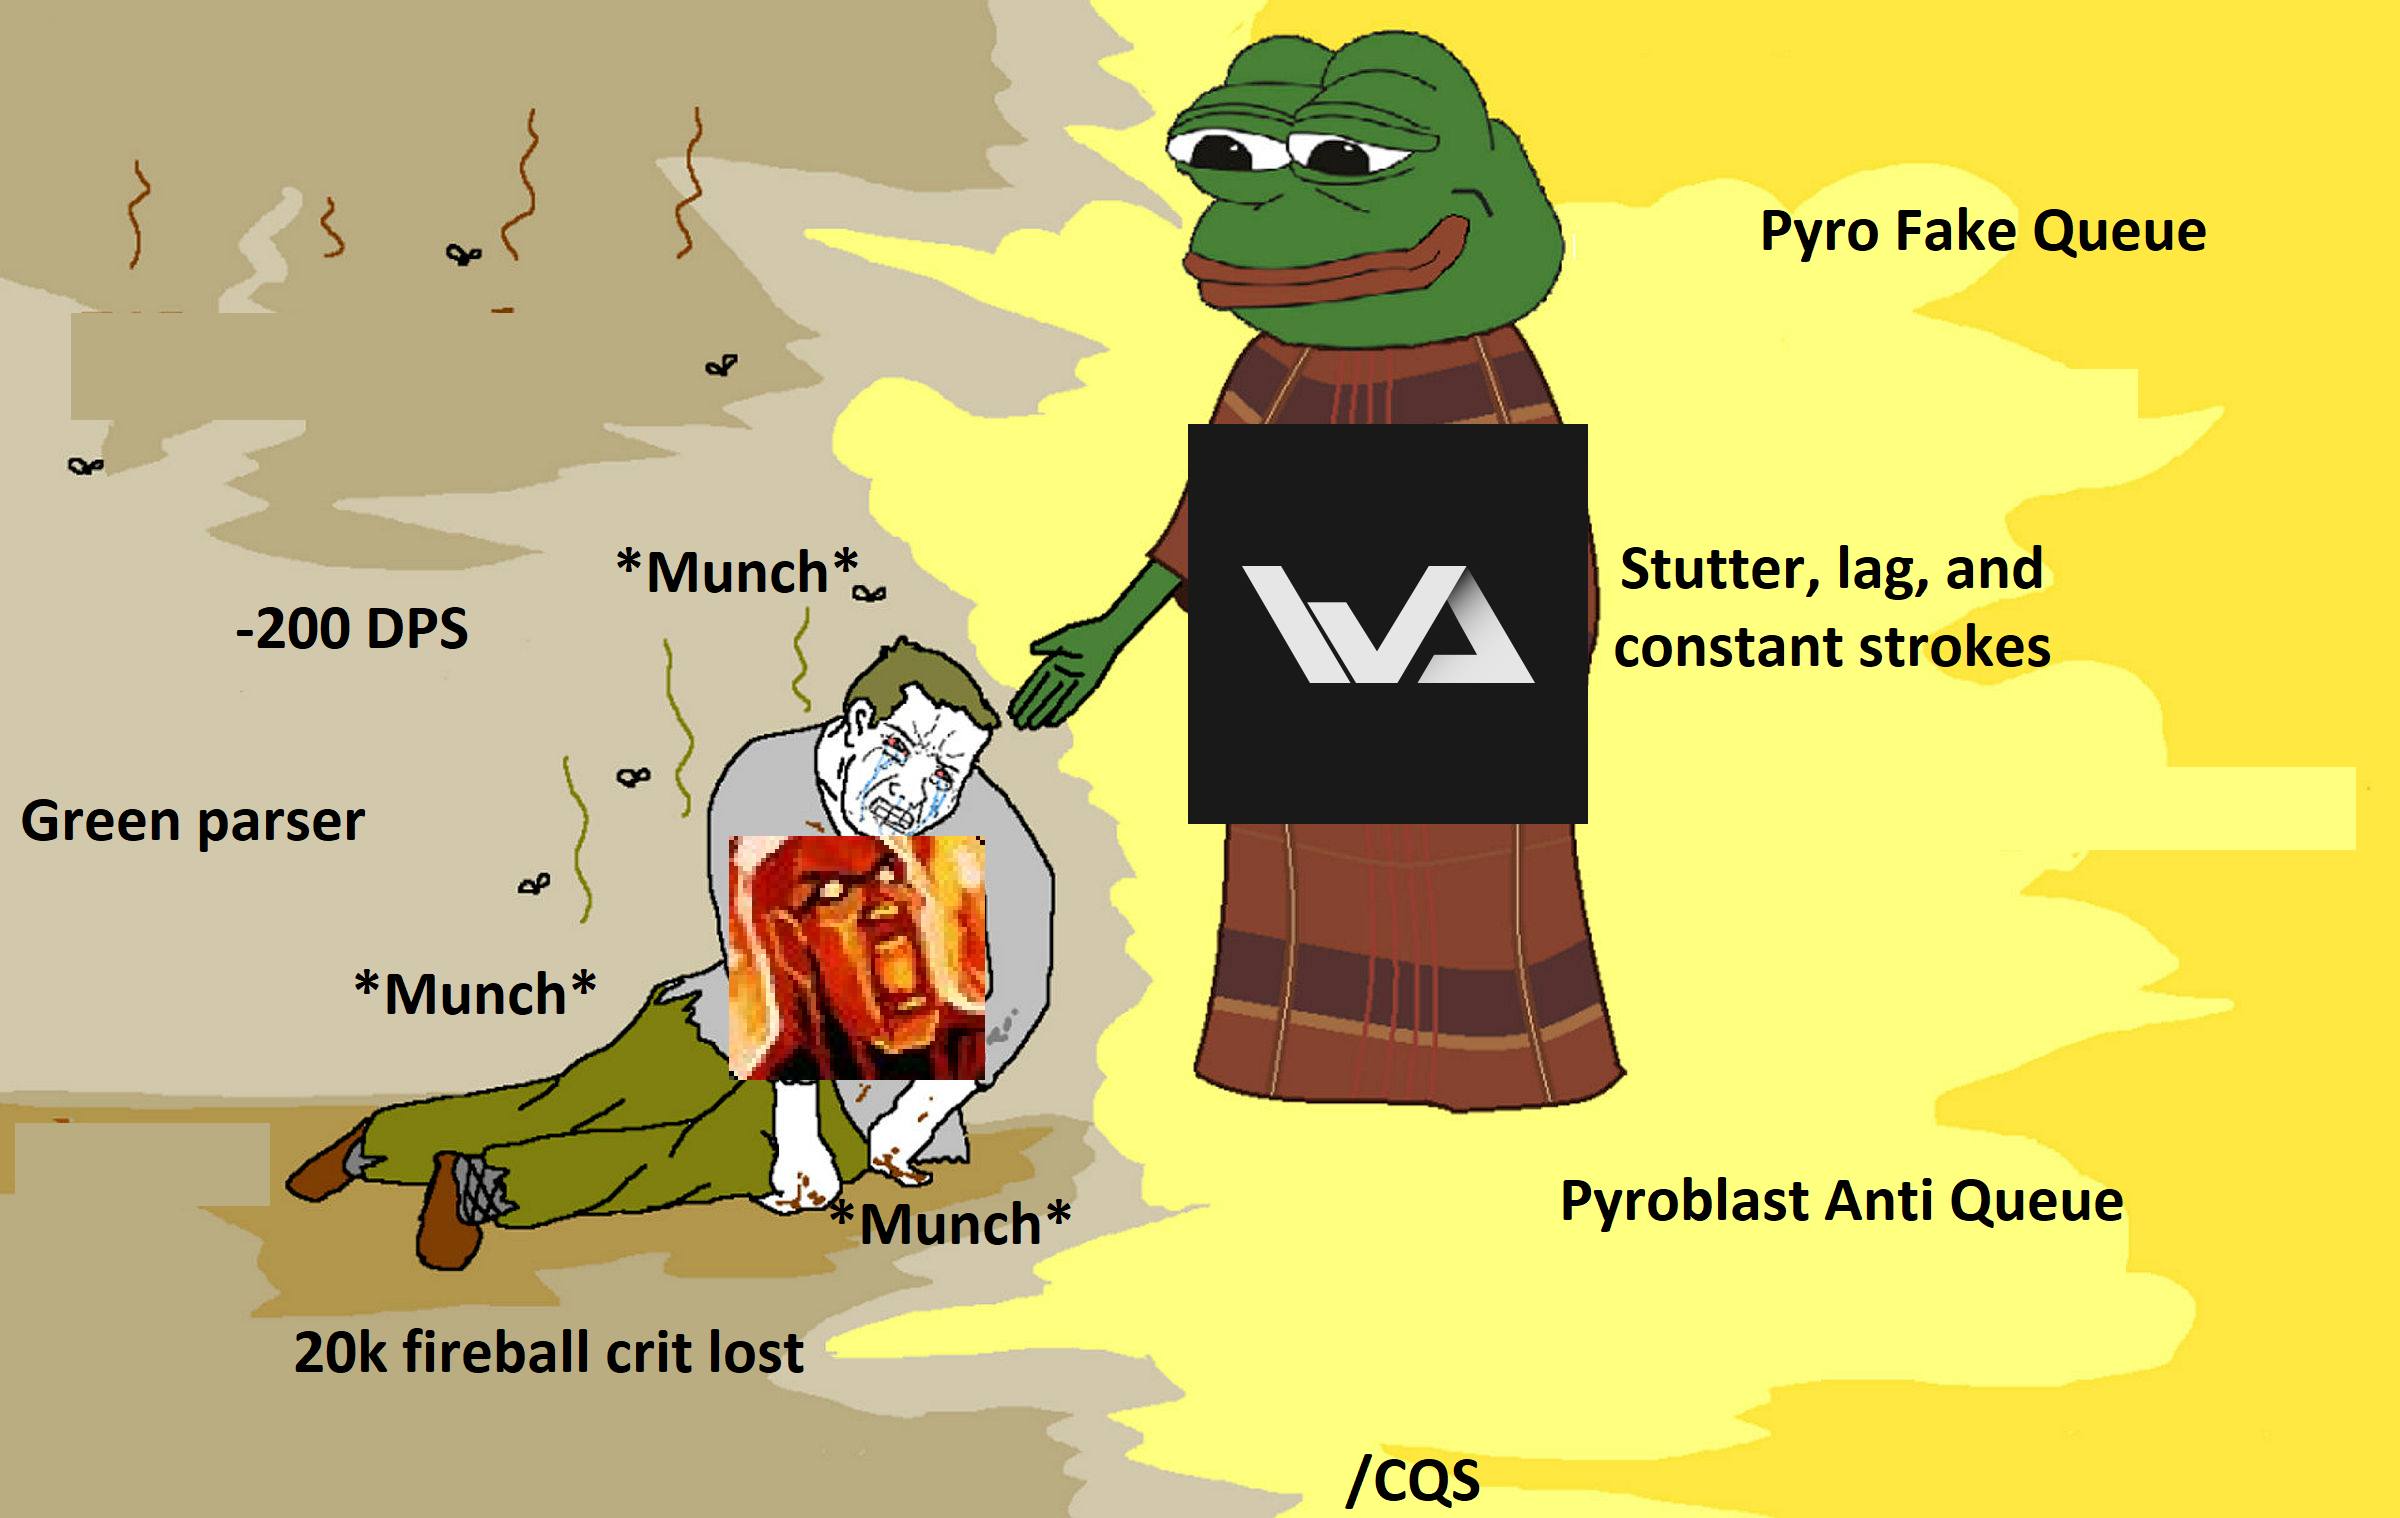 Pyro Fake Queue
*Munch*
Stutter, lag, and
constant strokes
-200 DPS
WA
Green parser
*Munch*
*Munch*
Pyroblast Anti Queue
20k fireball crit lost
/CQS